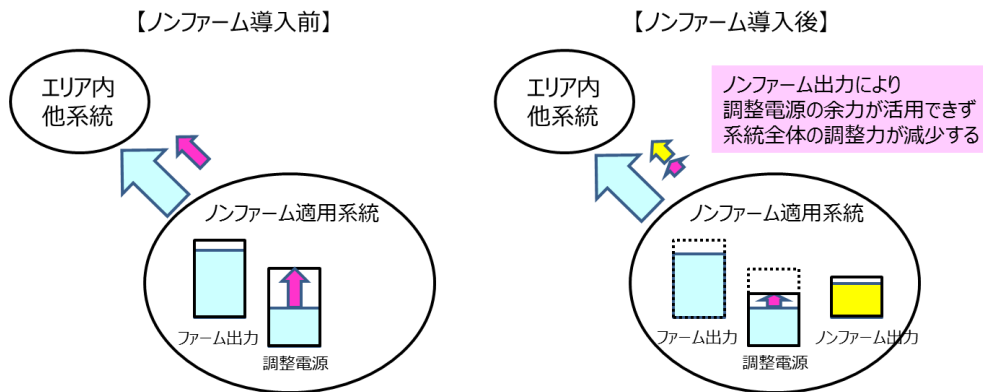 【ノンファーム導入前】
エリア内
他系統
ノンファーム適用系統
ファーム出力
調整電源
【ノンファーム導入後】
エリア内
他系統
ノンファーム出力により
調整電源の余力が活用できず
系統全体の調整力が減少する
ノンファーム適用系統
ファーム出力
調整電源
ノンファーム出力